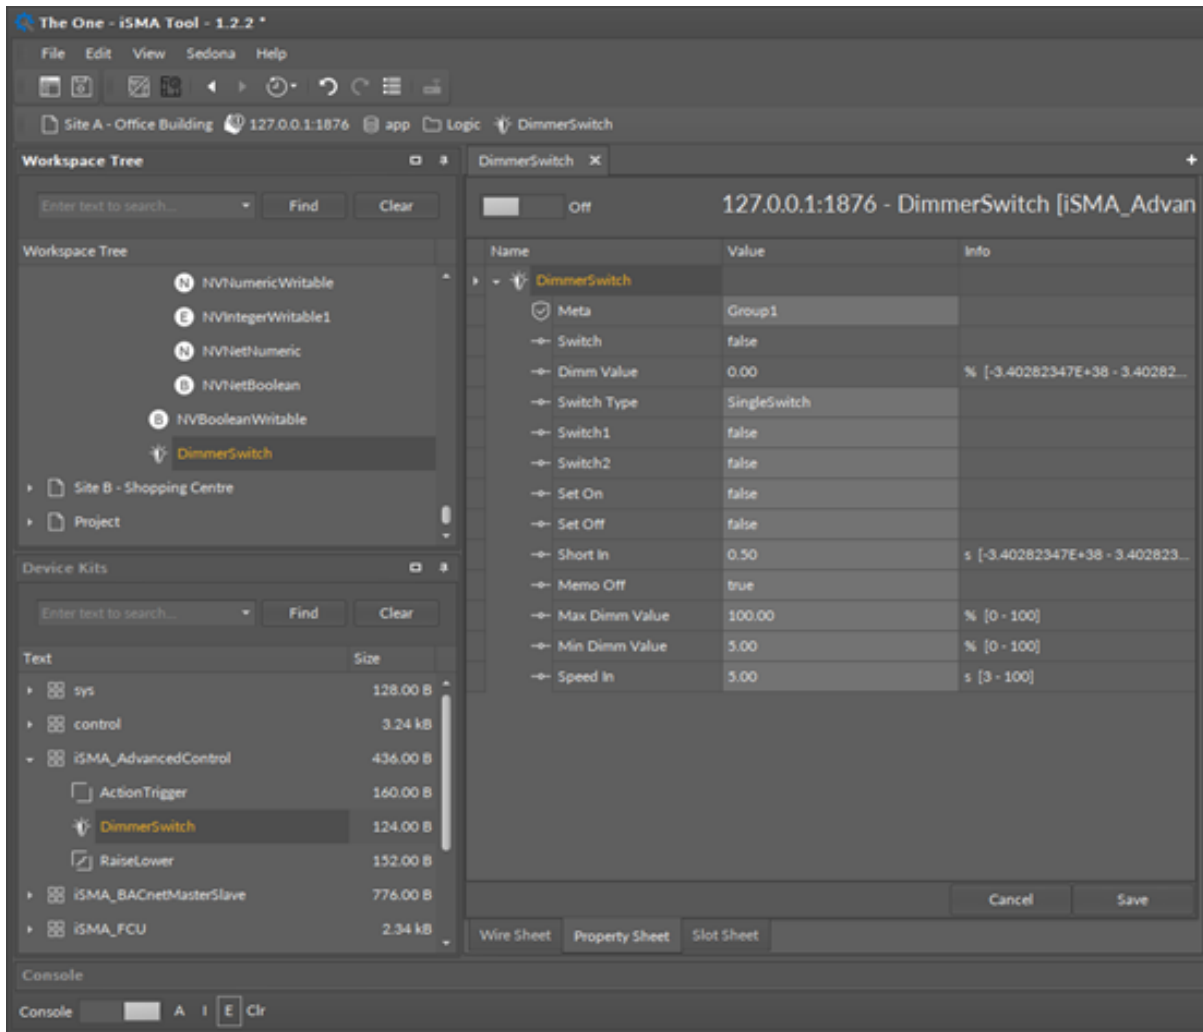 The One - iSMA Tool - 1.2.2 *
File Edit View Sedona Help
Site A - Office Building 127.0.0.1:1876 app Logic DimmerSwitch
Workspace Tree
Enter text to search... Find Clear
Workspace Tree
N NVNumericWritable
E NVIntegerWritable1
N NVNetNumeric
B NVNetBoolean
B NVBooleanWritable
DimmerSwitch
Site B - Shopping Centre
Project
Device Kits
Enter text to search... Find Clear
Text Size
sys 128.00 B
control 3.24 kB
iSMA_AdvancedControl 436.00 B
ActionTrigger 160.00 B
DimmerSwitch 124.00 B
RaiseLower 152.00 B
iSMA_BACnetMasterSlave 776.00 B
iSMA_FCU 2.34 kB
DimmerSwitch
Off 127.0.0.1:1876 - DimmerSwitch [iSMA_Advan
Name Value Info
DimmerSwitch
Meta Group1
Switch false
Dimm Value 0.00 % [-3.40282347E+38 - 3.40282...
Switch Type SingleSwitch
Switch1 false
Switch2 false
Set On false
Set Off false
Short In 0.50 s [-3.40282347E+38 - 3.402823...
Memo Off true
Max Dimm Value 100.00 % [0 - 100]
Min Dimm Value 5.00 % [0 - 100]
Speed In 5.00 s [3 - 100]
Cancel Save
Wire Sheet Property Sheet Slot Sheet
Console
Console A I E Clr